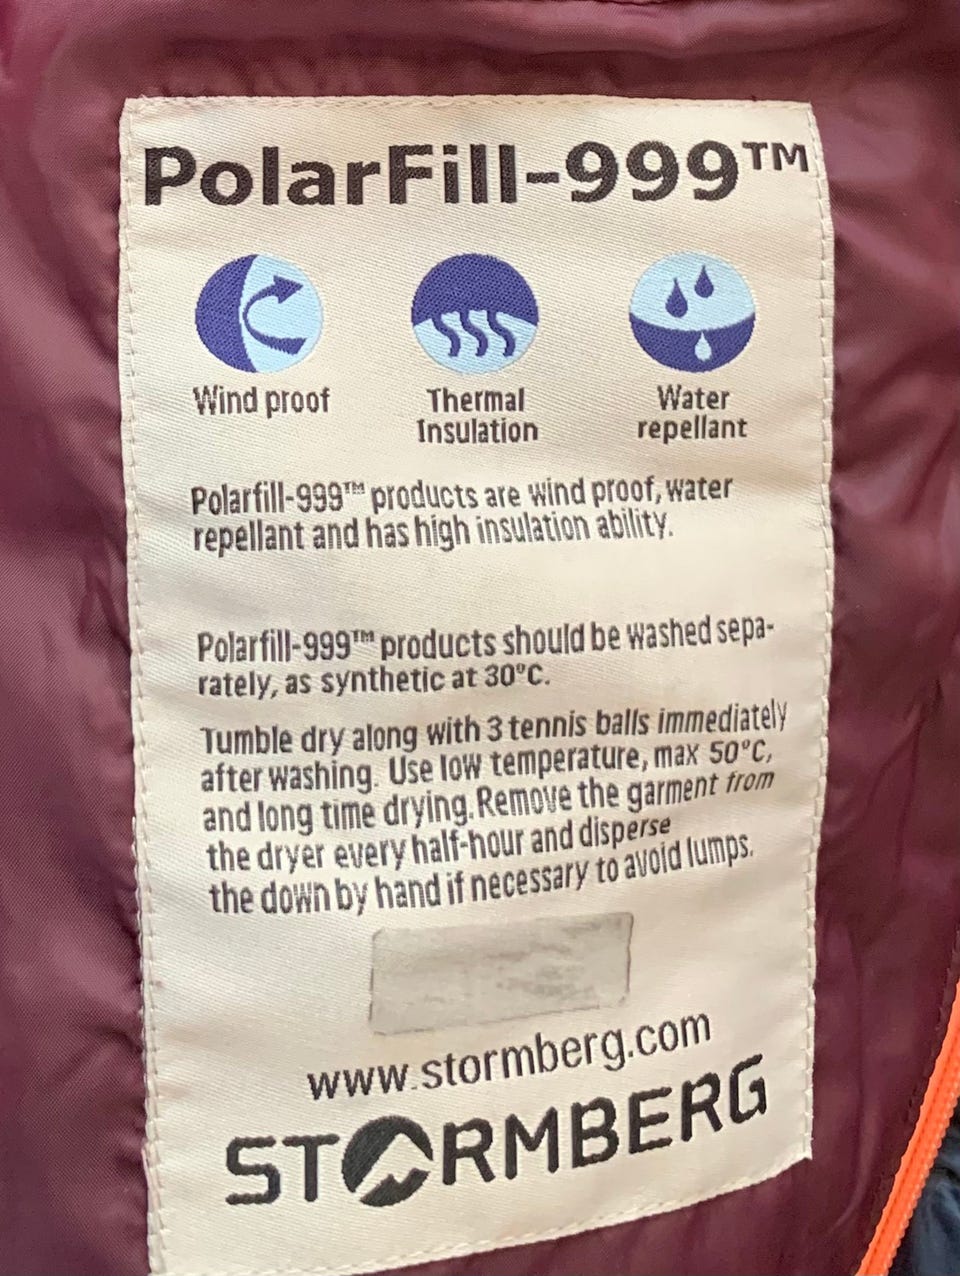 PolarFill-999™
Wind proof
Thermal
Insulation
Water
repellant
Polarfill-999™ products are wind proof, water
repellant and has high insulation ability.
Polarfill-999™ products should be washed sepa-
rately, as synthetic at 30°C.
Tumble dry along with 3 tennis balls immediately
after washing. Use low temperature, max 50°C,
and long time drying. Remove the garment from
the dryer every half-hour and disperse
the down by hand if necessary to avoid lumps.
www.stormberg.com
STORMBERG